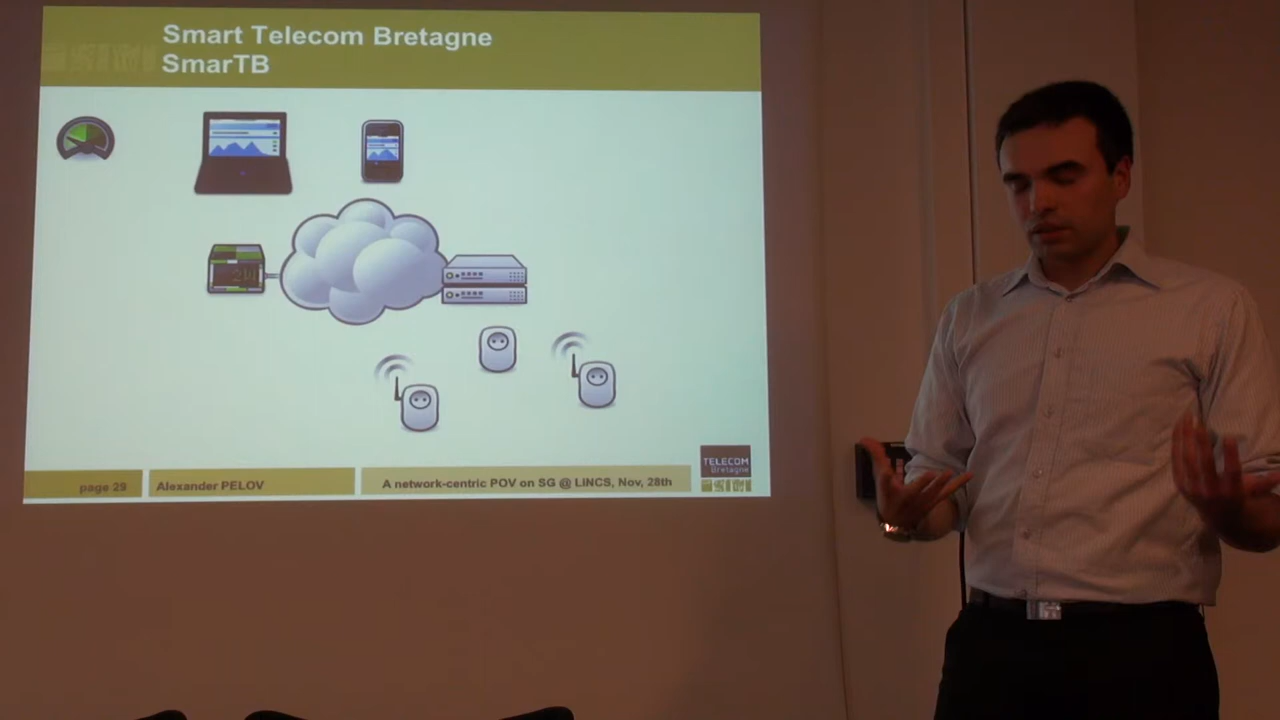 Smart Telecom Bretagne
SmarTB
page 29
Alexander PELOV
A network-centric POV on SG @ LINCS, Nov, 28th
TELECOM
Bretagne